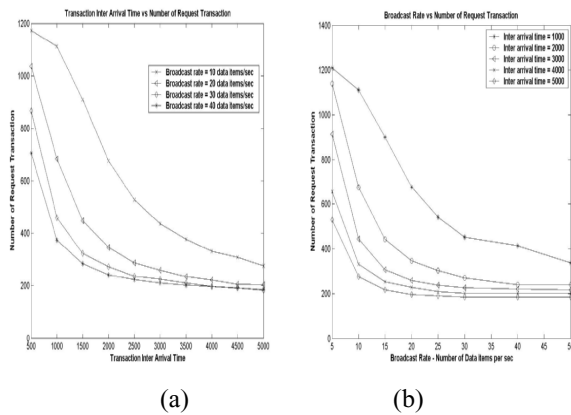 Transaction Inter Arrival Time vs Number of Request Transaction
1200
1000
800
600
400
200
0
Number of Request Transaction
Broadcast rate = 10 data items/sec
Broadcast rate = 20 data items/sec
Broadcast rate = 30 data items/sec
Broadcast rate = 40 data items/sec
500 1000 1500 2000 2500 3000 3500 4000 4500 5000
Transaction Inter Arrival Time
(a)
Broadcast Rate vs Number of Request Transaction
1400
1200
1000
800
600
400
200
0
Number of Request Transaction
Inter arrival time = 1000
Inter arrival time = 2000
Inter arrival time = 3000
Inter arrival time = 4000
Inter arrival time = 5000
5 10 15 20 25 30 35 40 45 50
Broadcast Rate - Number of Data items per sec
(b)